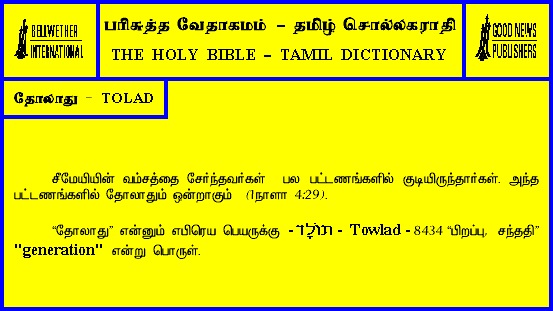 BELLWETHER
INTERNATIONAL
பரிசுத்த வேதாகமம் – தமிழ் சொல்லகராதி
THE HOLY BIBLE – TAMIL DICTIONARY
GOOD NEWS
PUBLISHERS
தோலாது – TOLAD
சீமேயியின் வம்சத்தை சேர்ந்தவர்கள் பல பட்டணங்களில் குடியிருந்தார்கள். அந்த
பட்டணங்களில் தோலாதும் ஒன்றாகும் (1நாளா 4:29).
“தோலாது” என்னும் எபிரெய பெயருக்கு - תּוֹלָד - Towlad - 8434 “பிறப்பு, சந்ததி”
"generation" என்று பொருள்.